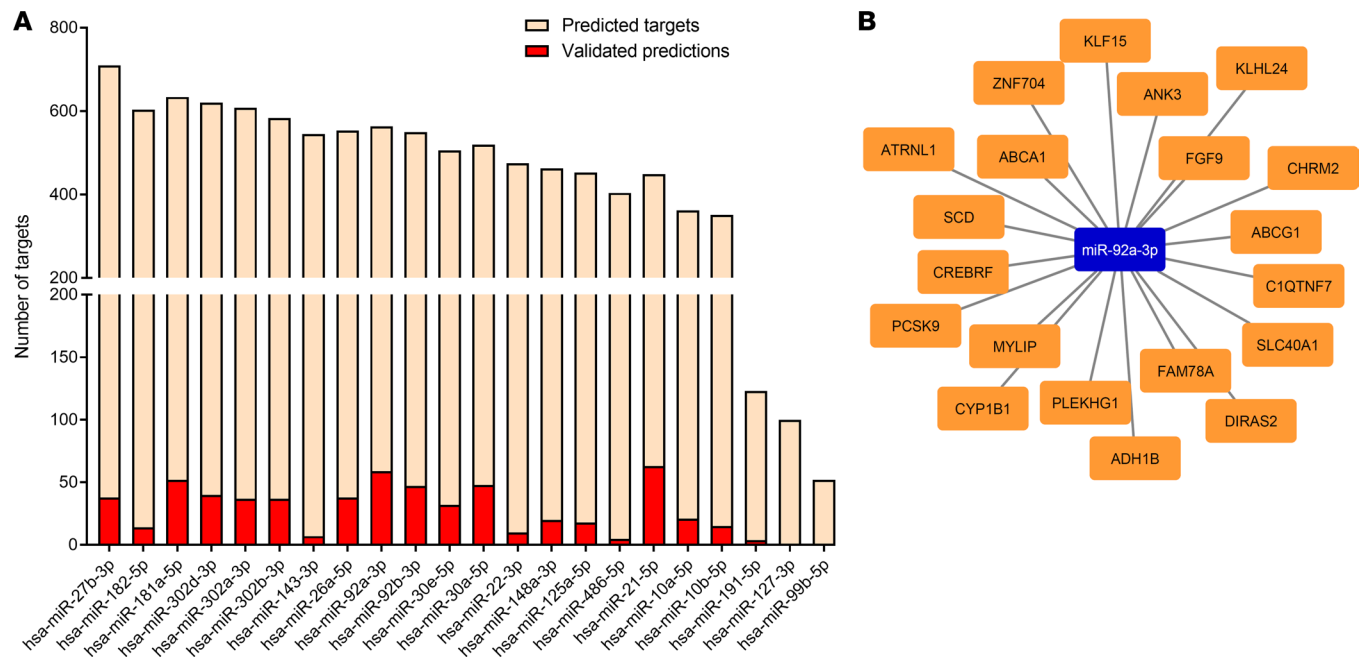 A
Predicted targets
Validated predictions
Number of targets
800
600
400
200
200
150
100
50
0
hsa-miR-27b-3p
hsa-miR-182-5p
hsa-miR-181a-5p
hsa-miR-302d-3p
hsa-miR-302a-3p
hsa-miR-302b-3p
hsa-miR-143-3p
hsa-miR-26a-5p
hsa-miR-92a-3p
hsa-miR-92b-3p
hsa-miR-30e-5p
hsa-miR-30a-5p
hsa-miR-22-3p
hsa-miR-148a-3p
hsa-miR-125a-5p
hsa-miR-486-5p
hsa-miR-21-5p
hsa-miR-10a-5p
hsa-miR-10b-5p
hsa-miR-191-5p
hsa-miR-127-3p
hsa-miR-99b-5p
B
KLF15
KLHL24
ZNF704
ANK3
ATRNL1
ABCA1
FGF9
CHRM2
SCD
ABCG1
miR-92a-3p
CREBRF
C1QTNF7
PCSK9
MYLIP
SLC40A1
FAM78A
CYP1B1
PLEKHG1
DIRAS2
ADH1B